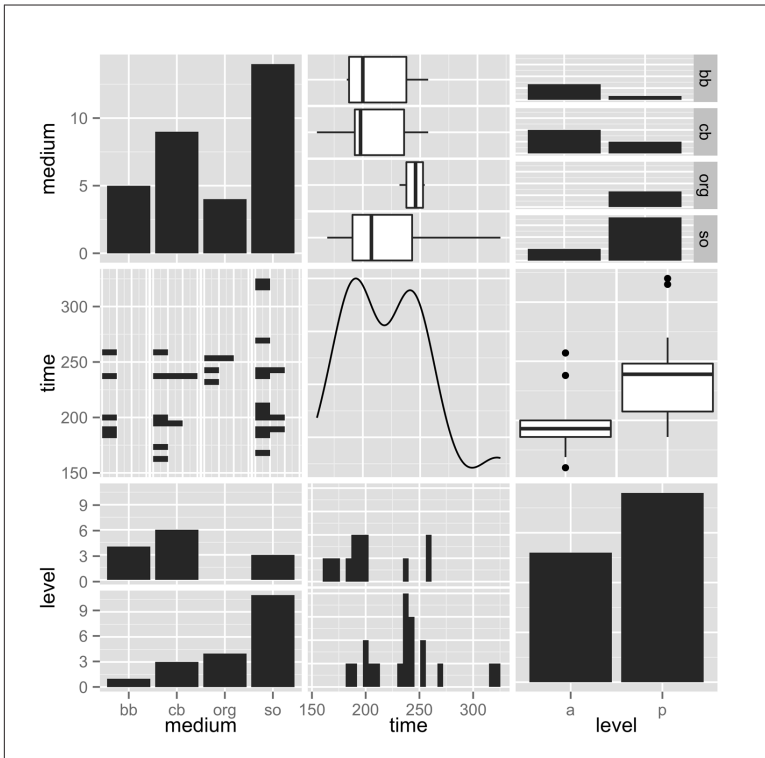 medium
10
5
0
bb
cb
org
so
time
300
250
200
150
level
9
6
3
0
9
6
3
0
bb cb org so
medium
150 200 250 300
time
a p
level